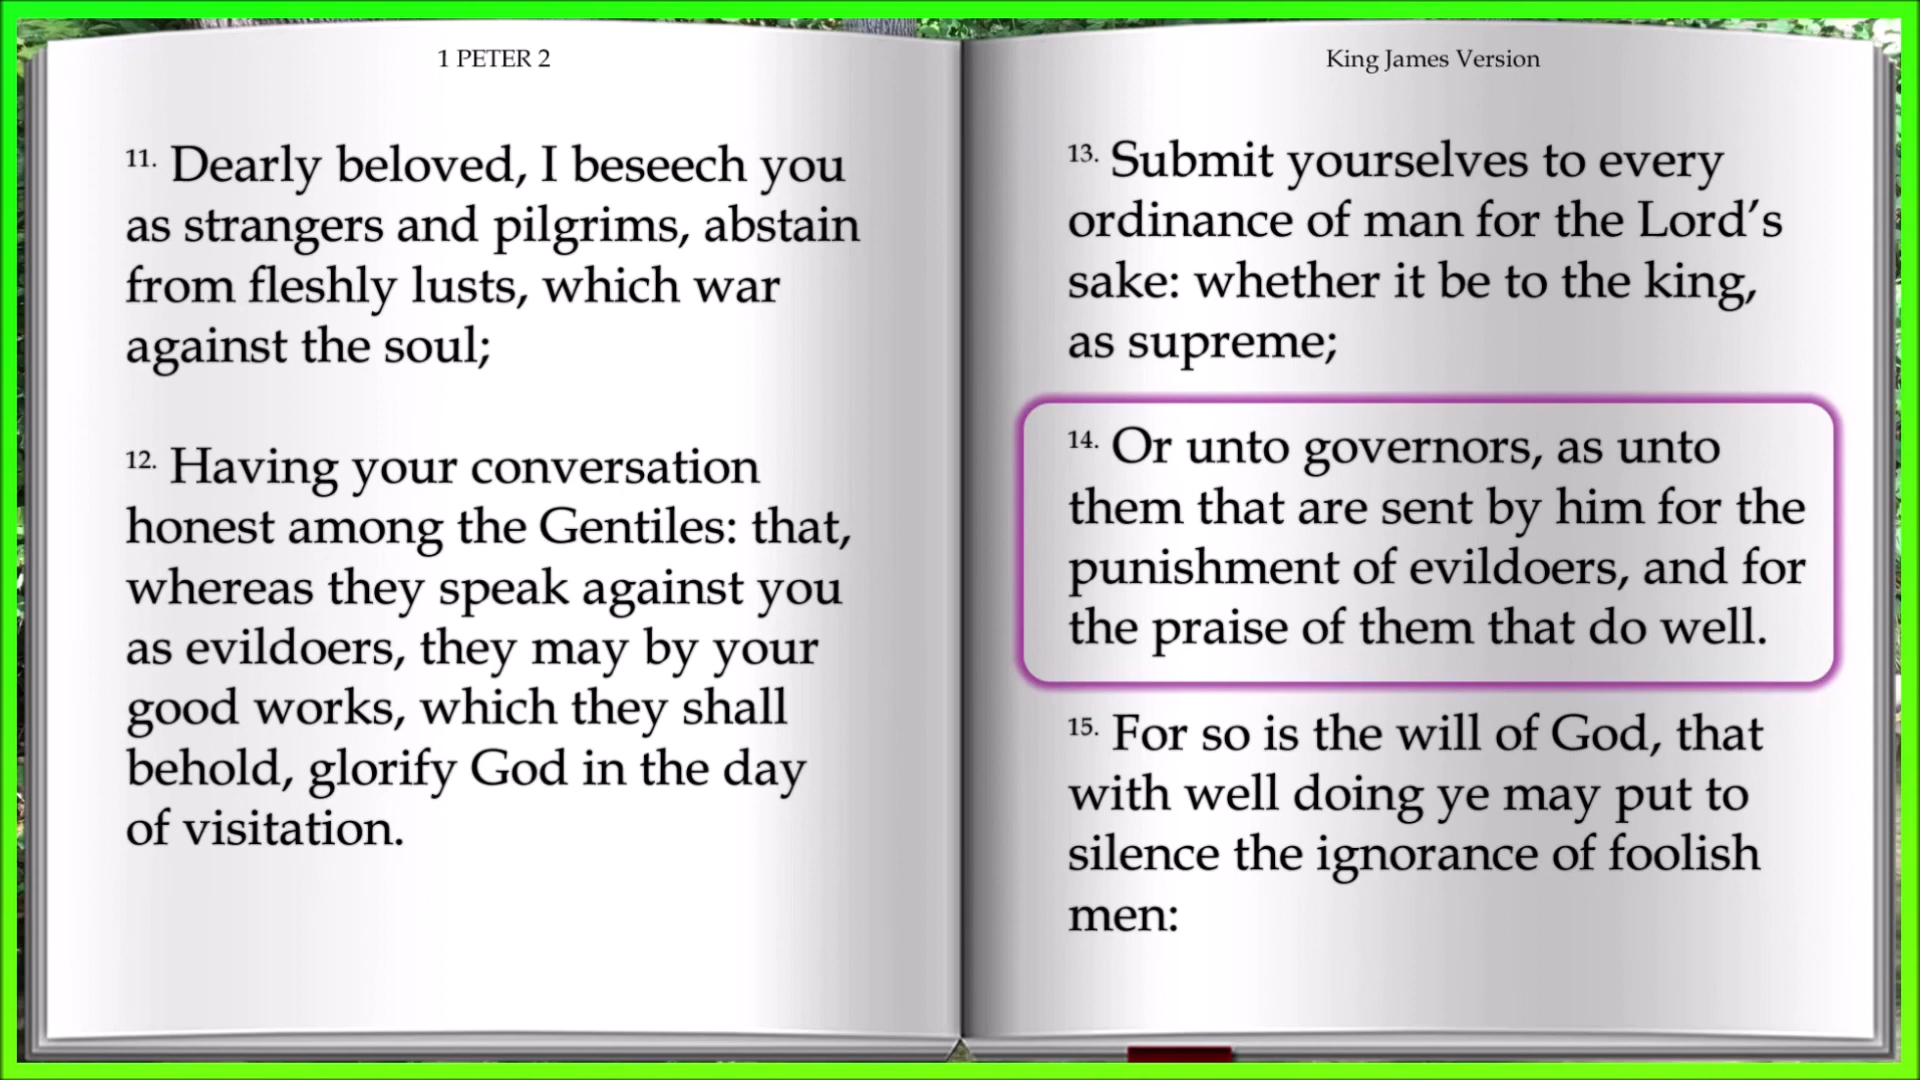 1 PETER 2
11. Dearly beloved, I beseech you
as strangers and pilgrims, abstain
from fleshly lusts, which war
against the soul;
12. Having your conversation
honest among the Gentiles: that,
whereas they speak against you
as evildoers, they may by your
good works, which they shall
behold, glorify God in the day
of visitation.
King James Version
13. Submit yourselves to every
ordinance of man for the Lord’s
sake: whether it be to the king,
as supreme;
14. Or unto governors, as unto
them that are sent by him for the
punishment of evildoers, and for
the praise of them that do well.
15. For so is the will of God, that
with well doing ye may put to
silence the ignorance of foolish
men: